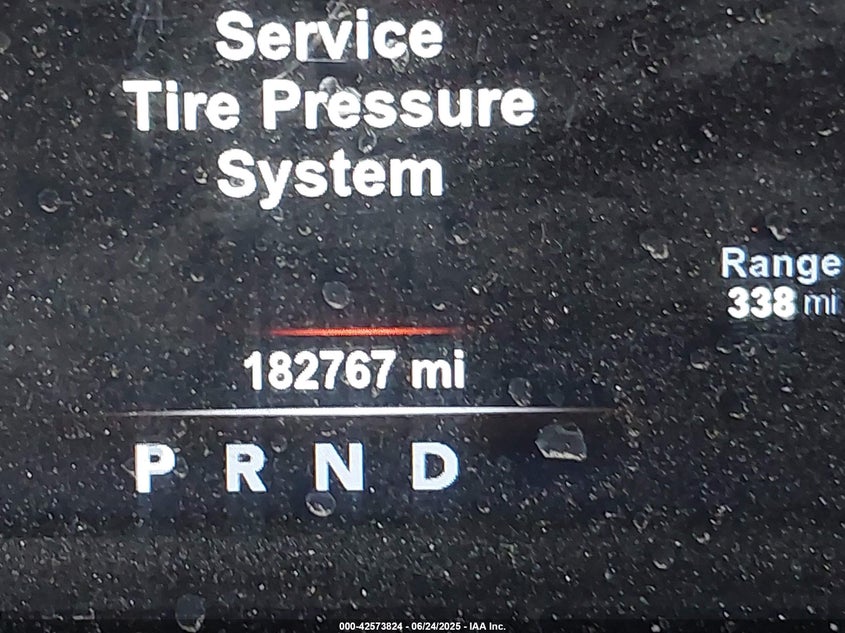 Service
Tire Pressure
System
Range
338 mi
182767 mi
P R N D
000-42573824 - 06/24/2025 - IAA Inc.